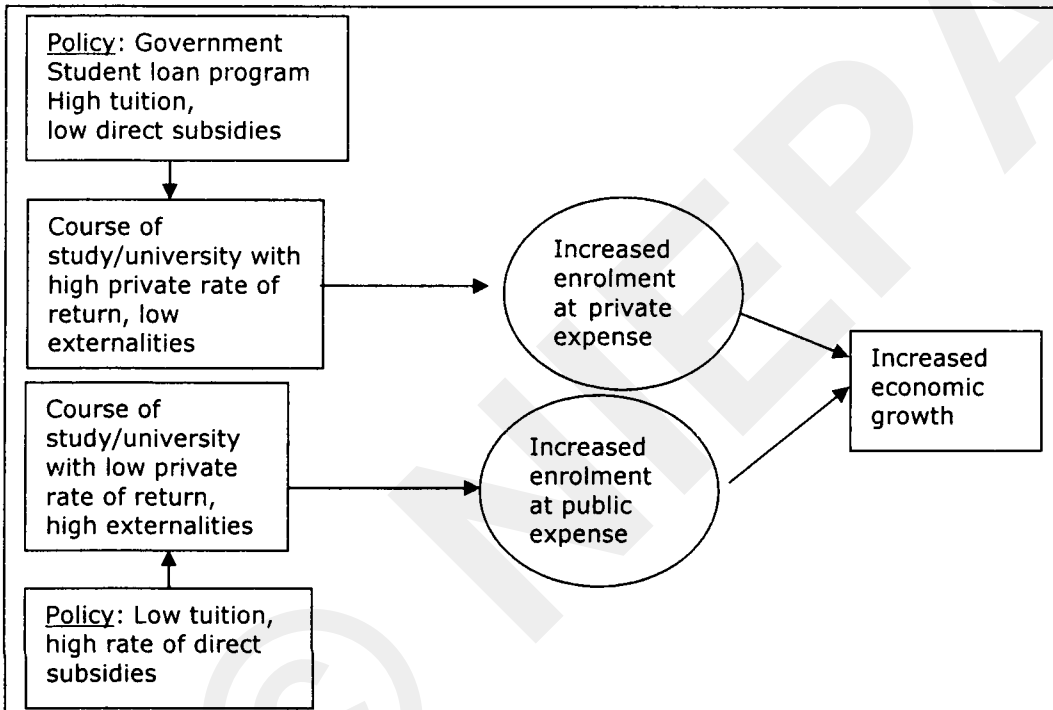 Policy: Government
Student loan program
High tuition,
low direct subsidies
Course of
study/university with
high private rate of
return, low
externalities
Increased
enrolment
at private
expense
Increased
economic
growth
Course of
study/university
with low private
rate of return,
high externalities
Increased
enrolment
at public
expense
Policy: Low tuition,
high rate of direct
subsidies
© NIEPA